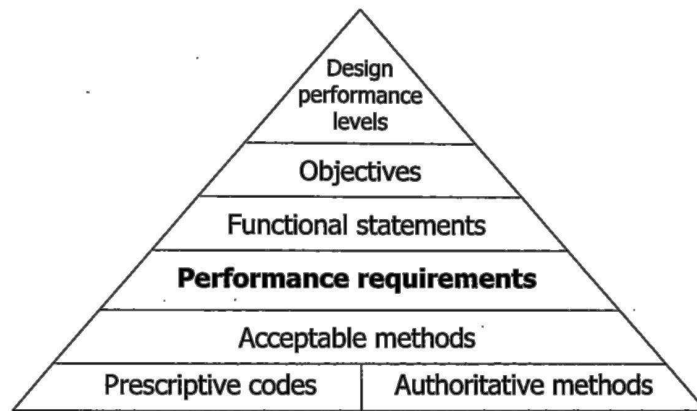 Design
performance
levels
Objectives
Functional statements
Performance requirements
Acceptable methods
Prescriptive codes
Authoritative methods